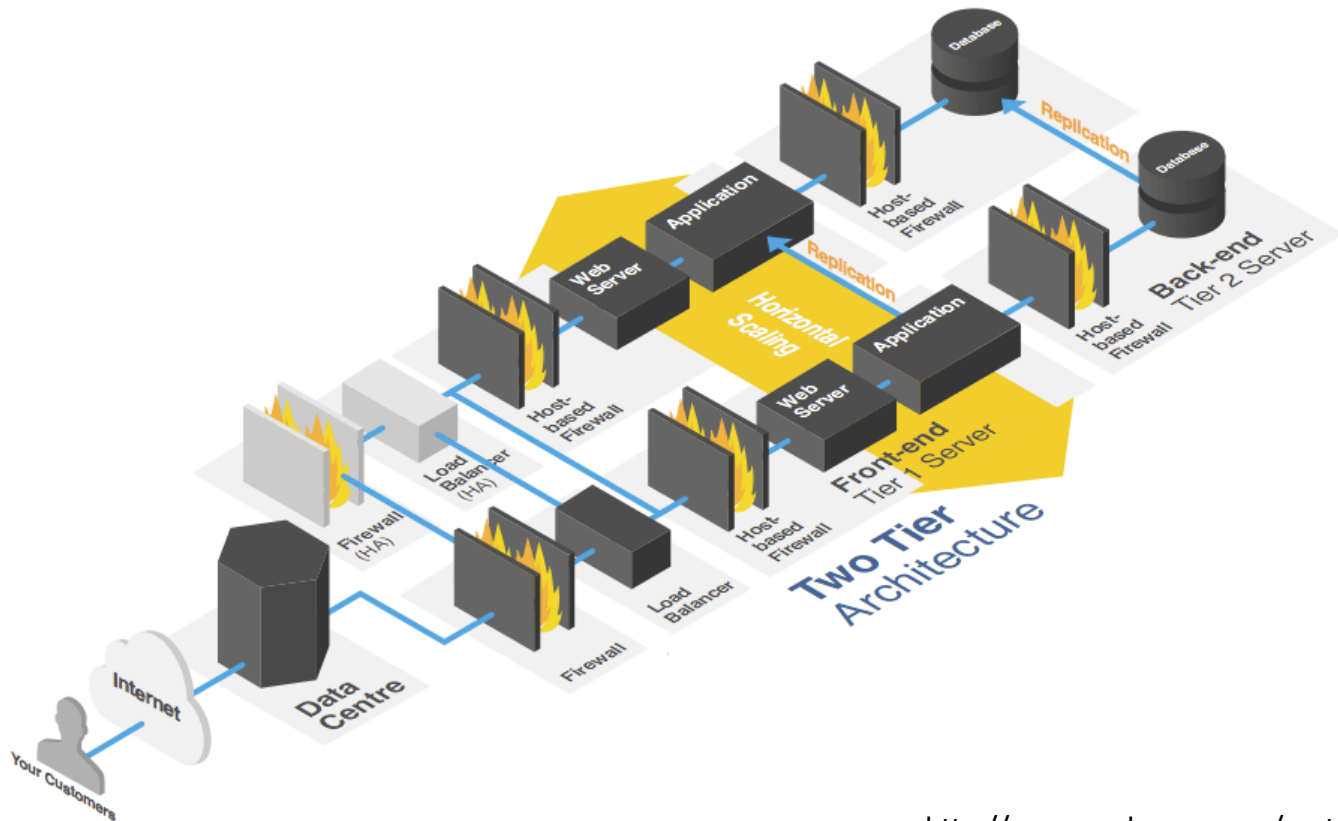 Database
Replication
Database
Host-
based
Firewall
Application
Replication
Web
Server
Horizontal
Scaling
Application
Host-
based
Firewall
Back-end
Tier 2 Server
Host-
based
Firewall
Web
Server
Front-end
Tier 1 Server
Load
Balancer
(HA)
Firewall
(HA)
Host-
based
Firewall
Two Tier
Architecture
Load
Balancer
Firewall
Data
Centre
Internet
Your Customers